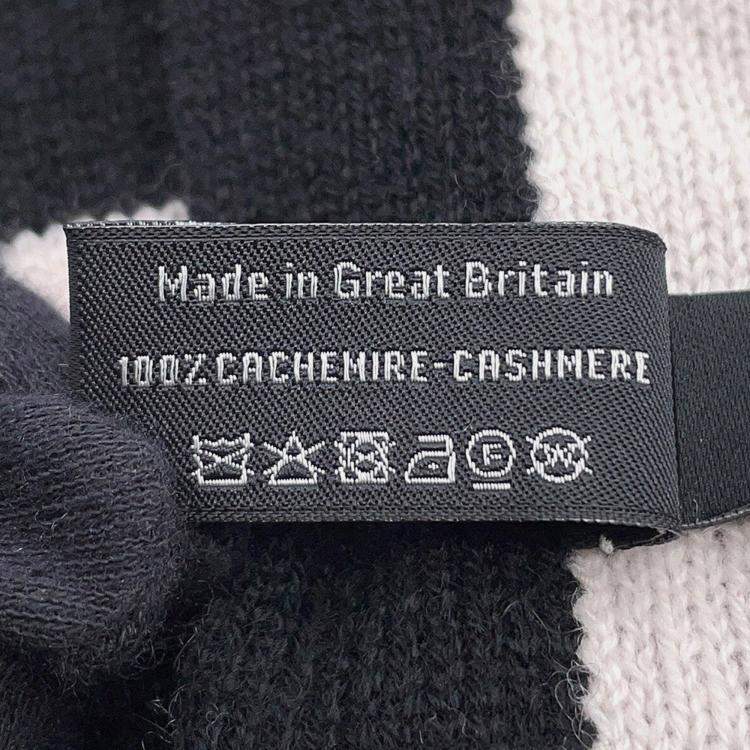 Made in Great Britain
100% CACHEMIRE-CASHMERE
F W